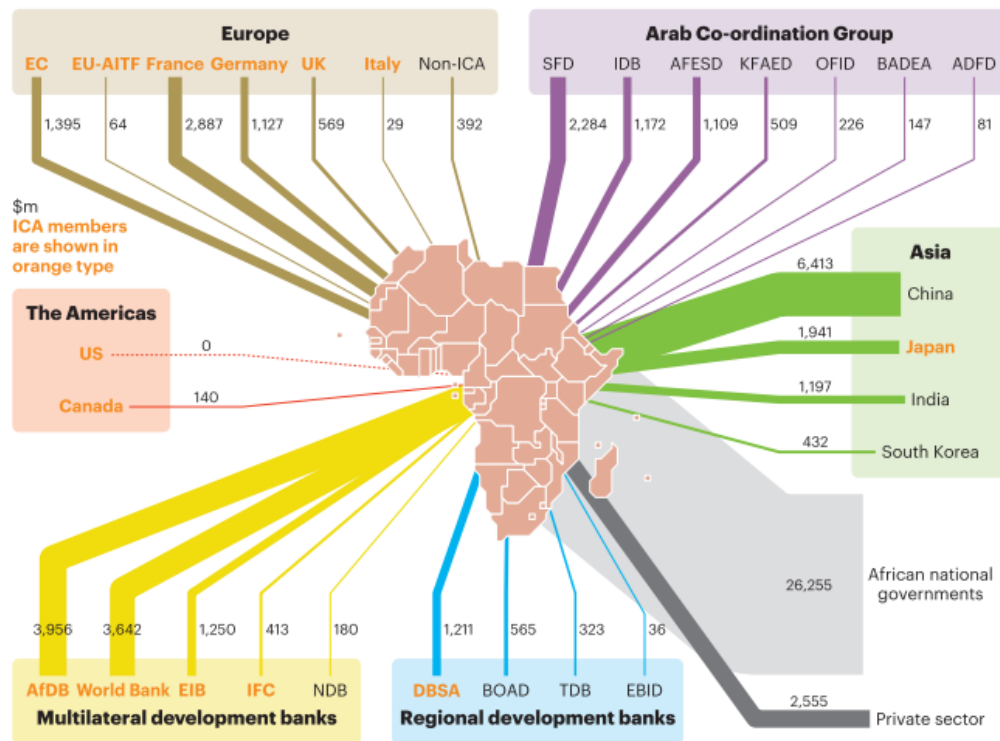 Europe
EC EU-AITF France Germany UK Italy Non-ICA
1,395 64 2,887 1,127 569 29 392
Arab Co-ordination Group
SFD IDB AFESD KFAED OFID BADEA ADFD
2,284 1,172 1,109 509 226 147 81
$m
ICA members
are shown in
orange type
The Americas
US 0
Canada 140
Asia
6,413
China
1,941
Japan
1,197
India
432
South Korea
26,255
African national
governments
2,555
Private sector
3,956 3,642 1,250 413 180
AfDB World Bank EIB IFC NDB
Multilateral development banks
1,211 565 323 36
DBSA BOAD TDB EBID
Regional development banks